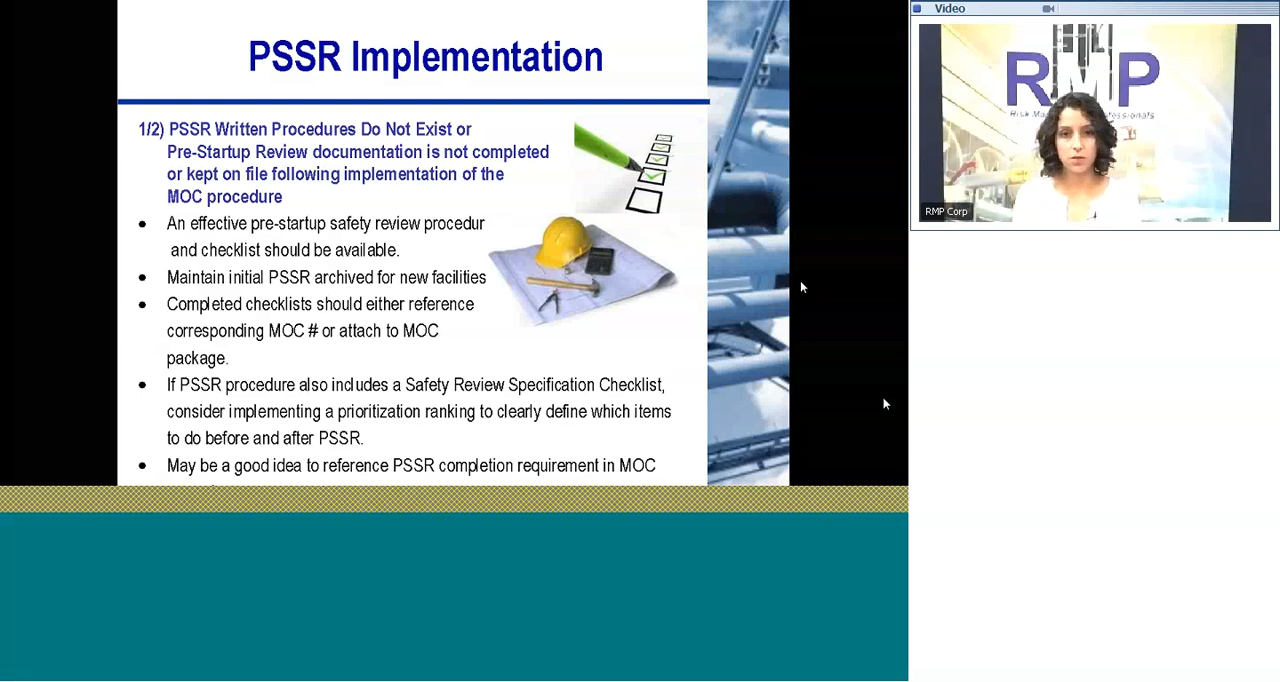 PSSR Implementation
1/2) PSSR Written Procedures Do Not Exist or
Pre-Startup Review documentation is not completed
or kept on file following implementation of the
MOC procedure
• An effective pre-startup safety review procedur
and checklist should be available.
• Maintain initial PSSR archived for new facilities
• Completed checklists should either reference
corresponding MOC # or attach to MOC
package.
• If PSSR procedure also includes a Safety Review Specification Checklist,
consider implementing a prioritization ranking to clearly define which items
to do before and after PSSR.
• May be a good idea to reference PSSR completion requirement in MOC
Video
RMP
RMP Corp